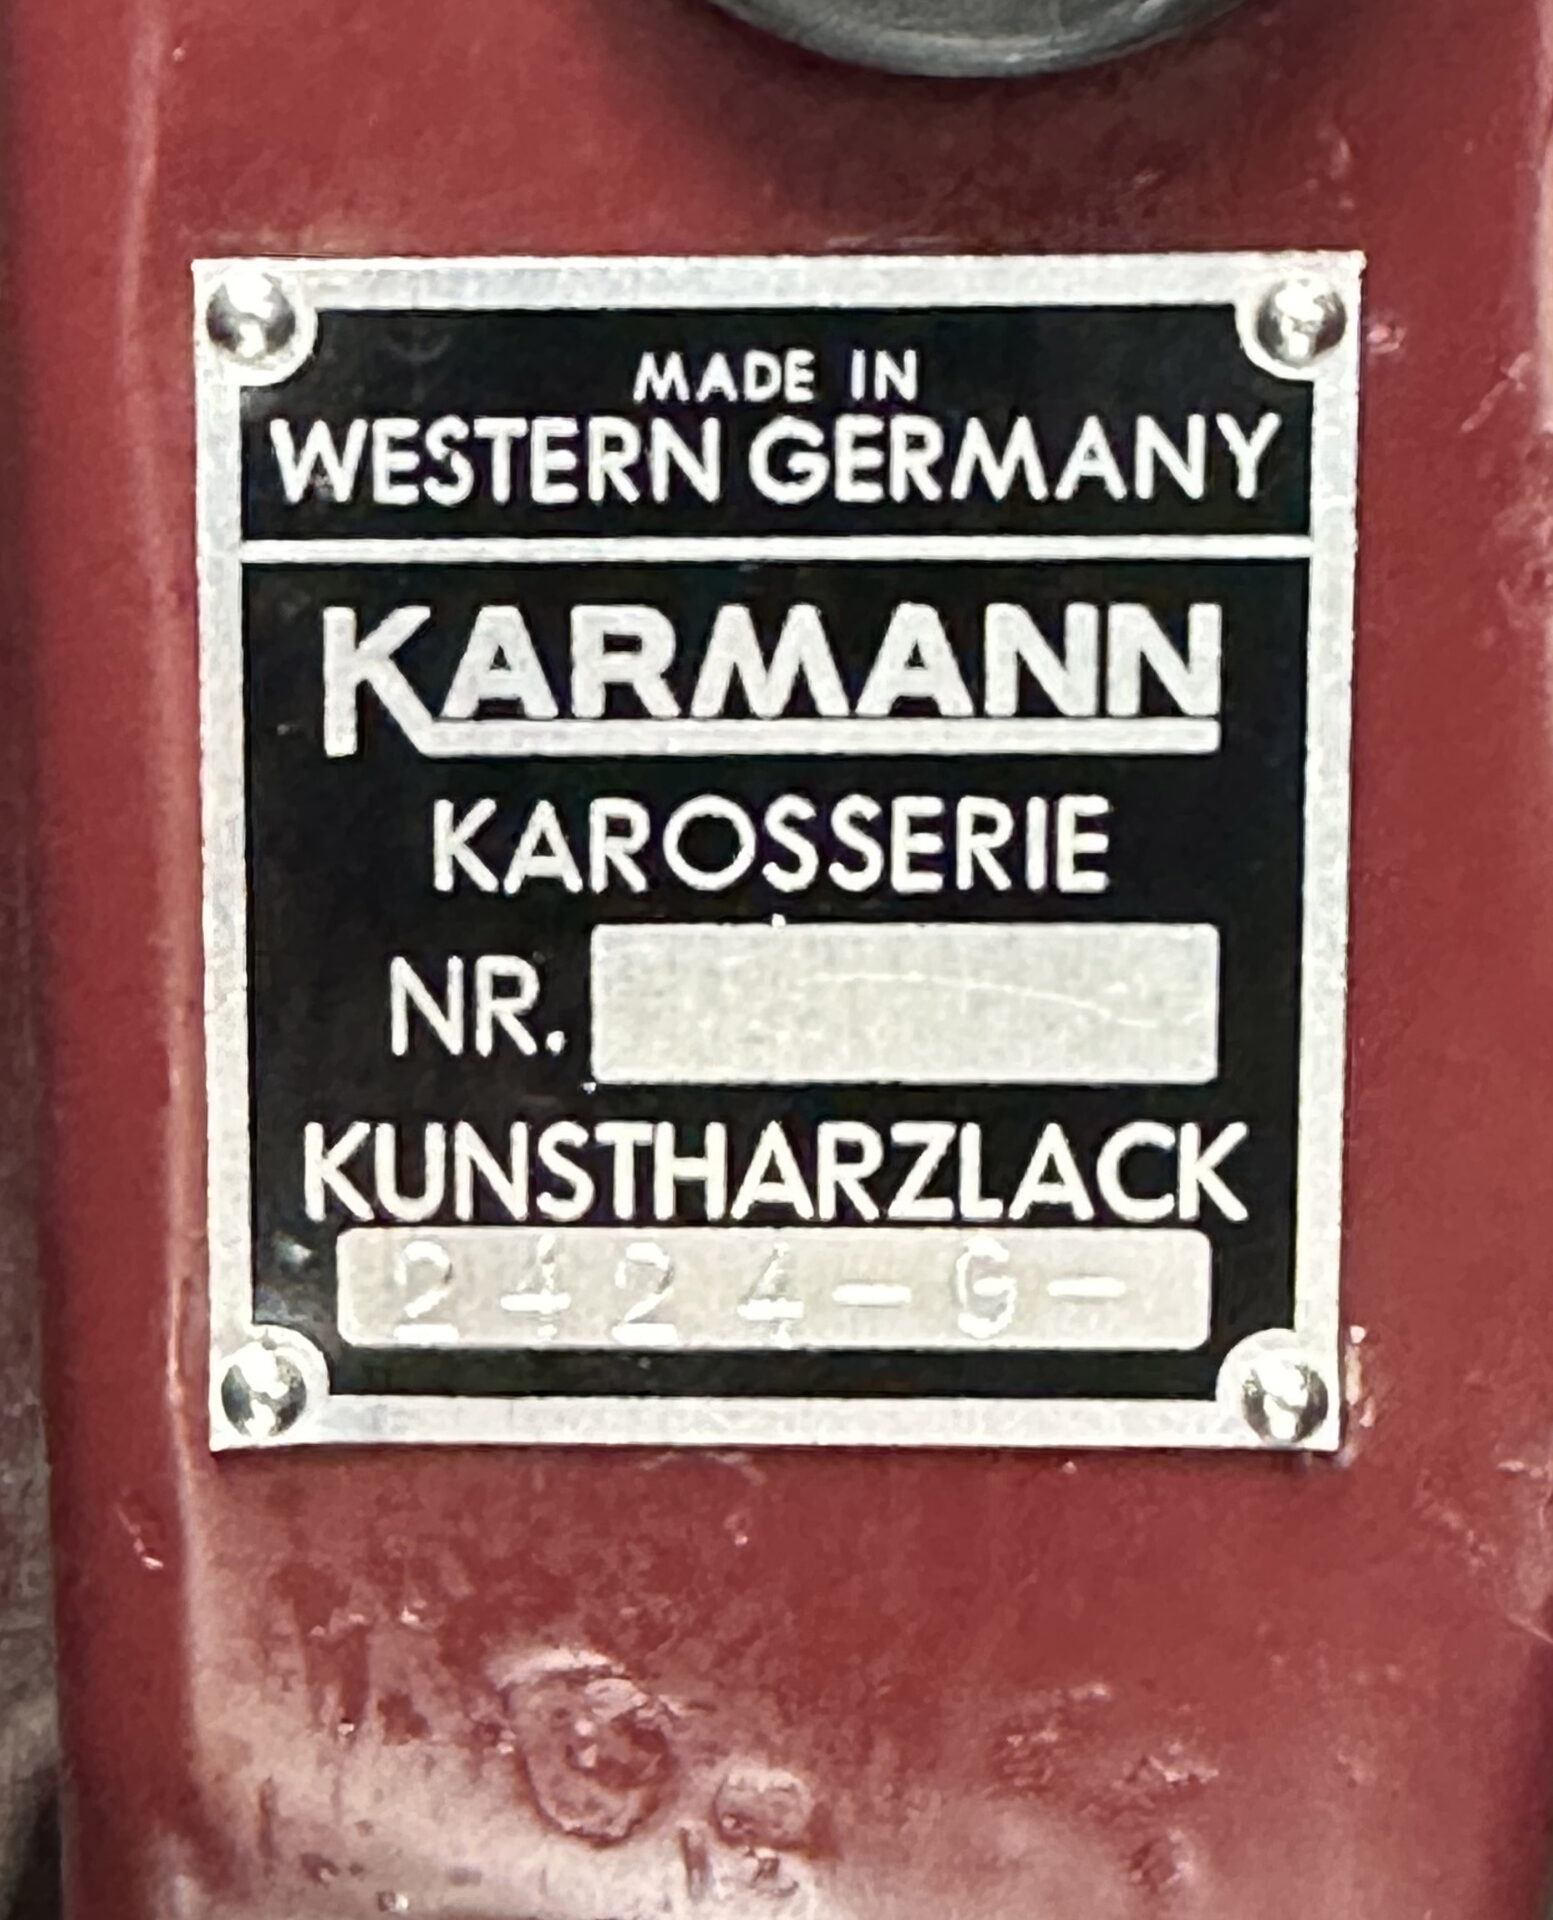 MADE IN
WESTERN GERMANY
KARMANN
KAROSSERIE
NR.
KUNSTHARZLACK
2424-G-